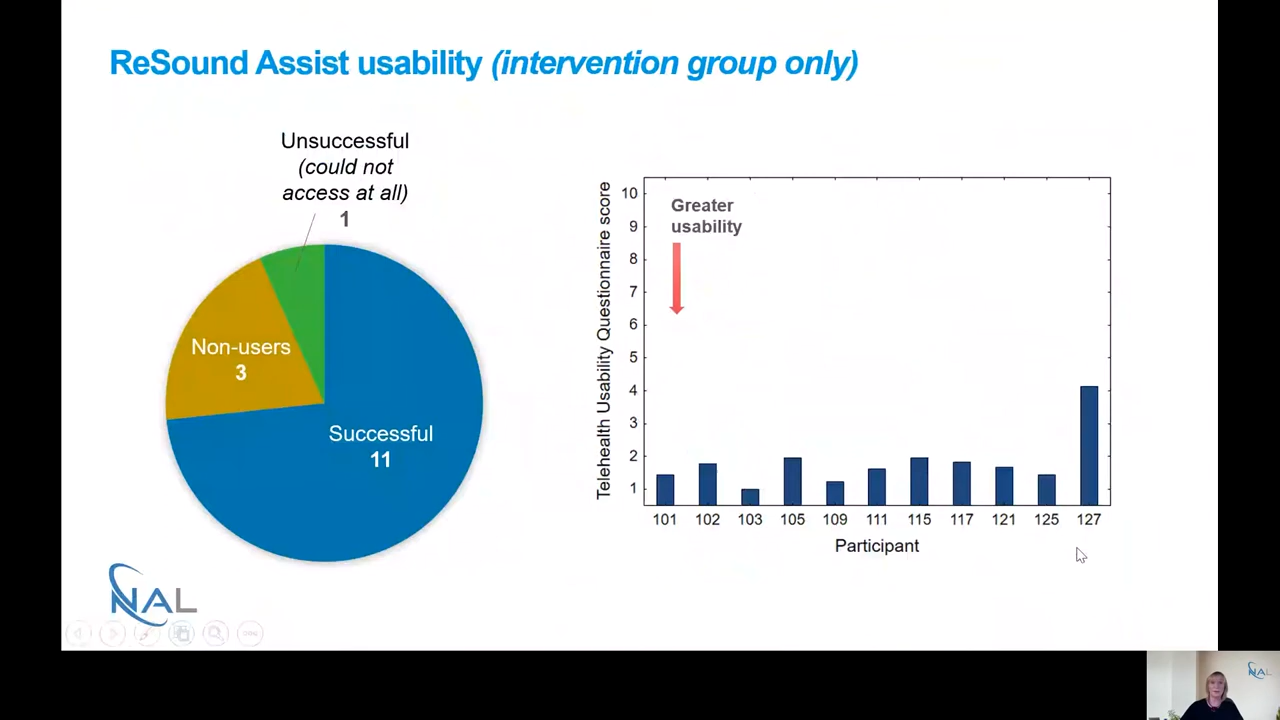 ReSound Assist usability (intervention group only)
Unsuccessful
(could not
access at all)
1
Non-users
3
Successful
11
Telehealth Usability Questionnaire score
10
9
8
7
6
5
4
3
2
1
Greater
usability
101 102 103 105 109 111 115 117 121 125 127
Participant
NAL
NAL